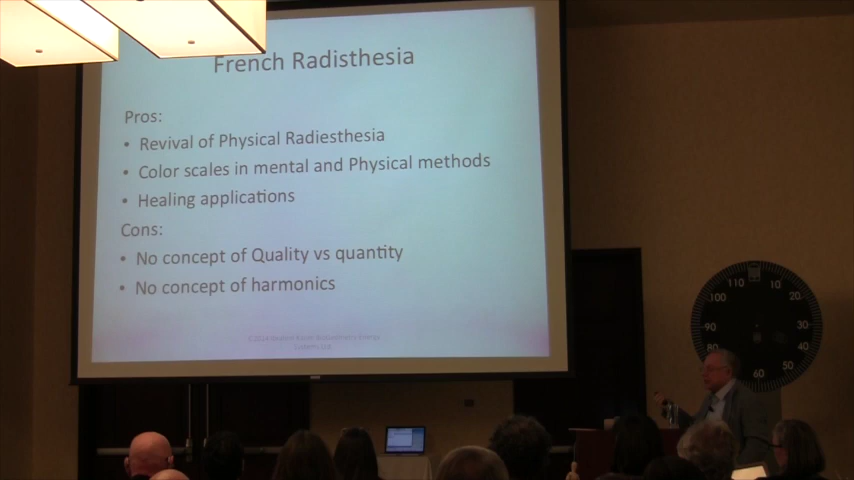 French Radisthesia
Pros:
• Revival of Physical Radiesthesia
• Color scales in mental and Physical methods
• Healing applications
Cons:
• No concept of Quality vs quantity
• No concept of harmonics
©2014
110
10
100
20
90
30
80
40
50
60